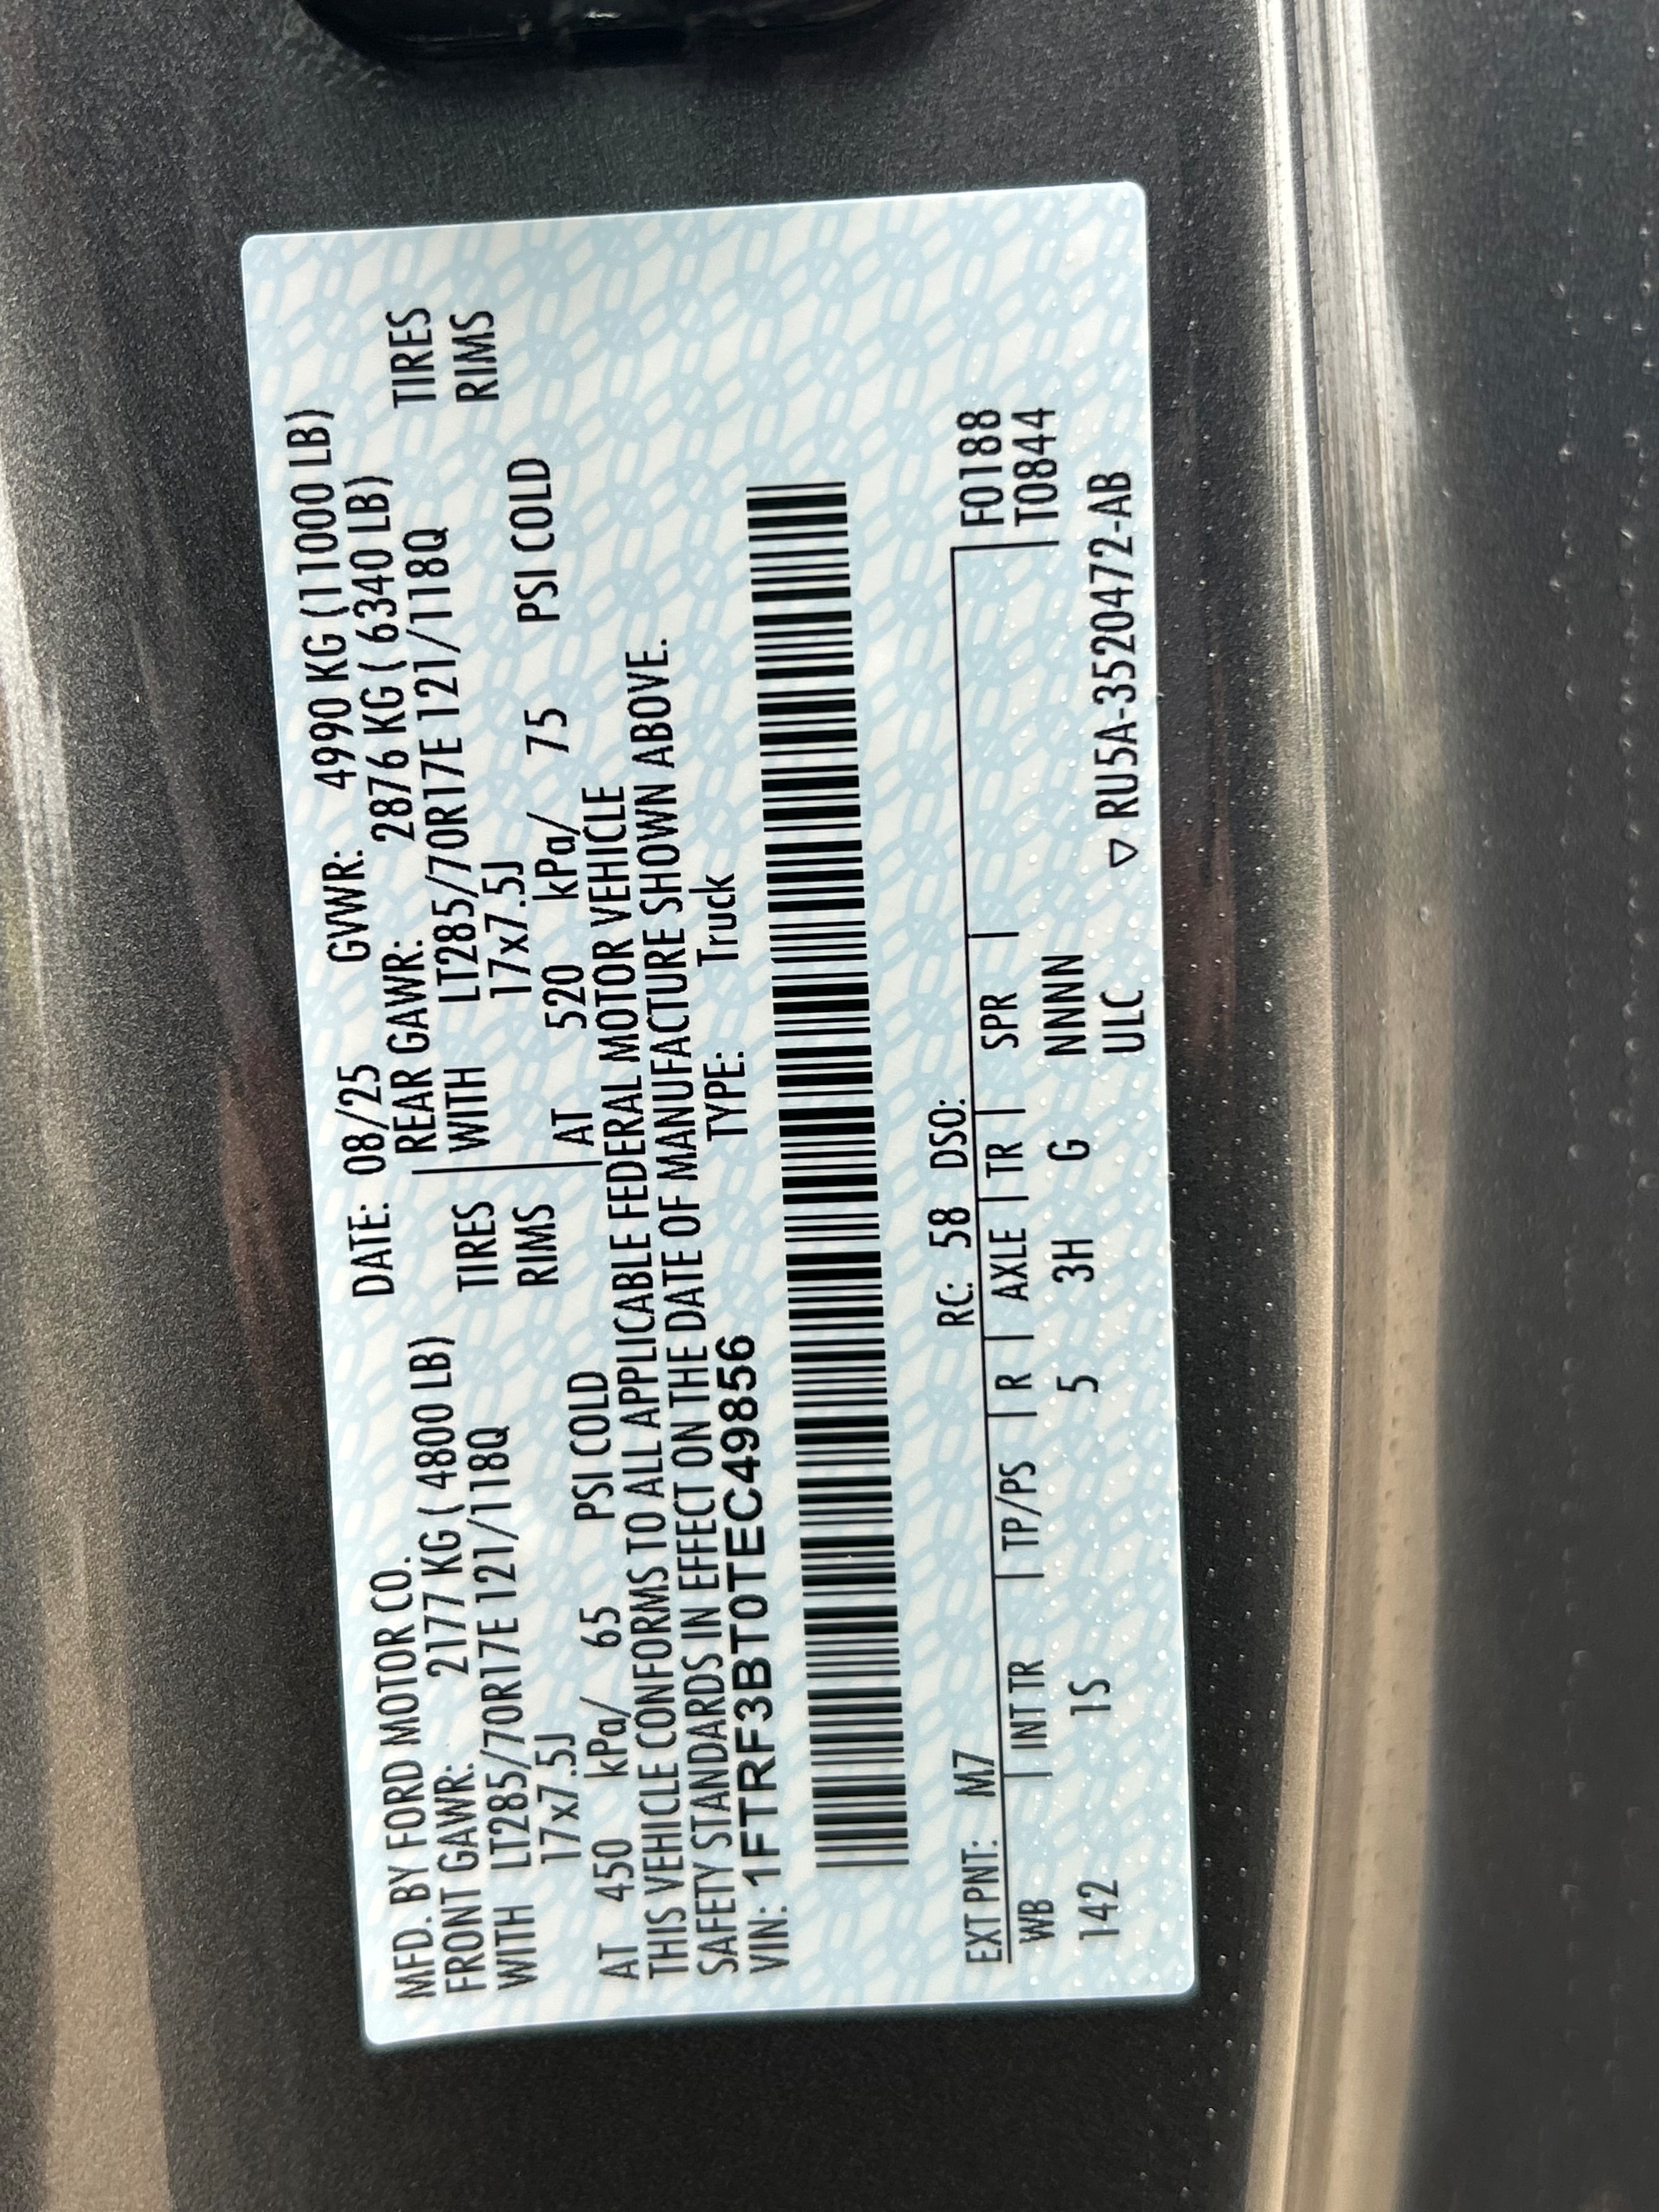 MFD. BY FORD MOTOR CO. DATE: 08/25 GVWR: 4990 KG (11000 LB)
FRONT GAWR: 2177 KG ( 4800 LB) REAR GAWR: 2876 KG ( 6340 LB)
WITH LT285/70R17E 121/118Q TIRES WITH LT285/70R17E 121/118Q TIRES
17x7.5J RIMS 17x7.5J RIMS
AT 450 kPa/ 65 PSI COLD AT 520 kPa/ 75 PSI COLD
THIS VEHICLE CONFORMS TO ALL APPLICABLE FEDERAL MOTOR VEHICLE
SAFETY STANDARDS IN EFFECT ON THE DATE OF MANUFACTURE SHOWN ABOVE.
VIN: 1FTRF3BT0TEC49856 TYPE: Truck
EXT PNT: M7 RC: 58 DSO: F0188
WB | INT TR | TP/PS | R | AXLE | TR | SPR | T0844
142 1S 5 3H G NNNN
ULC ▽ RU5A-3520472-AB